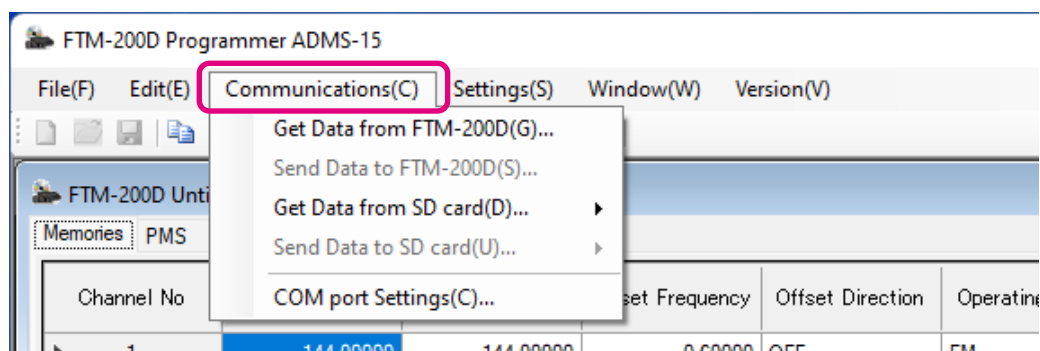 FTM-200D Programmer ADMS-15
File(F) Edit(E) Communications(C) Settings(S) Window(W) Version(V)
Get Data from FTM-200D(G)...
Send Data to FTM-200D(S)...
FTM-200D Unti
Get Data from SD card(D)...
Memories PMS
Send Data to SD card(U)...
COM port Settings(C)...
Channel No set Frequency Offset Direction Operating
1 144.00000 144.00000 0.60000 OFF FM